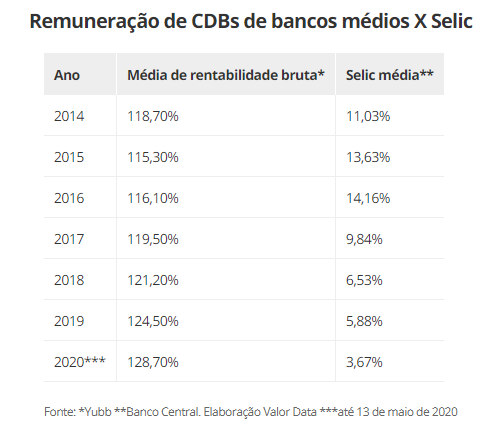 Remuneração de CDBs de bancos médios X Selic
Ano Média de rentabilidade bruta* Selic média**
2014 118,70% 11,03%
2015 115,30% 13,63%
2016 116,10% 14,16%
2017 119,50% 9,84%
2018 121,20% 6,53%
2019 124,50% 5,88%
2020*** 128,70% 3,67%
Fonte: *Yubb **Banco Central. Elaboração Valor Data ***até 13 de maio de 2020